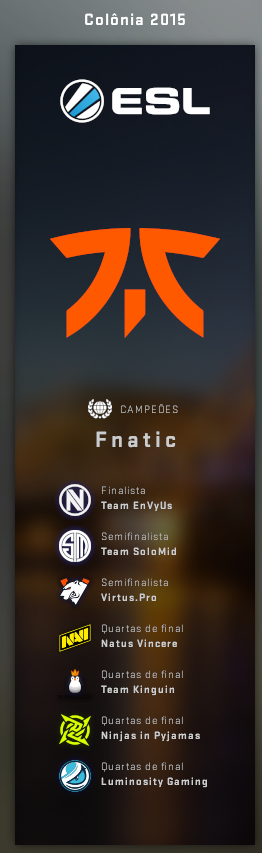 Colônia 2015
ESL
CAMPEÕES
Fnatic
Finalista
Team EnVyUs
Semifinalista
Team SoloMid
Semifinalista
Virtus.Pro
Quartas de final
Natus Vincere
Quartas de final
Team Kinguin
Quartas de final
Ninjas in Pyjamas
Quartas de final
Luminosity Gaming